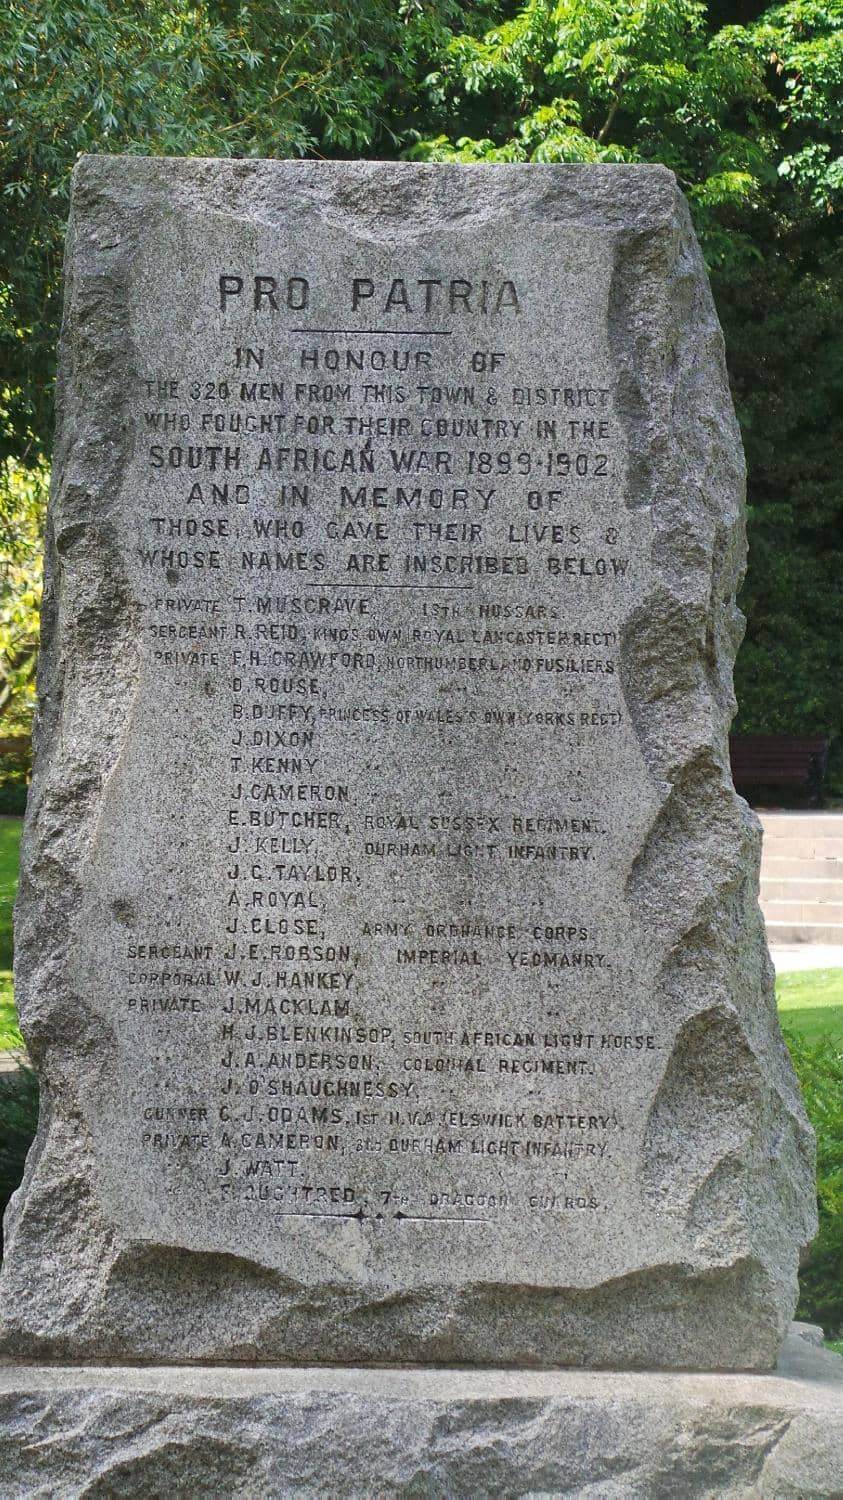 PRO PATRIA
IN HONOUR OF
THE 320 MEN FROM THIS TOWN & DISTRICT
WHO FOUGHT FOR THEIR COUNTRY IN THE
SOUTH AFRICAN WAR 1899-1902
AND IN MEMORY OF
THOSE WHO GAVE THEIR LIVES &
WHOSE NAMES ARE INSCRIBED BELOW
PRIVATE T. MUSGRAVE, 19TH HUSSARS.
SERGEANT R. REID, KINGS OWN (ROYAL LANCASTER REGT)
PRIVATE F.H. CRAWFORD, NORTHUMBERLAND FUSILIERS
" D. ROUSE, "
" B. DUFFY, PRINCESS OF WALES'S OWN (YORKS REGT)
" J. DIXON " " "
" T. KENNY " " "
" J. CAMERON, " " "
" E. BUTCHER, ROYAL SUSSEX REGIMENT.
" J. KELLY, DURHAM LIGHT INFANTRY.
" J.G. TAYLOR, " " "
" A. ROYAL, " " "
" J. CLOSE, ARMY ORDNANCE CORPS.
SERGEANT J.E. ROBSON, IMPERIAL YEOMANRY.
CORPORAL W.J. HANKEY, " "
PRIVATE J. MACKLAM, " "
" H.J. BLENKINSOP, SOUTH AFRICAN LIGHT HORSE.
" J.A. ANDERSON, COLONIAL REGIMENT.
" J. O'SHAUGHNESSY, " "
GUNNER C.J. ODAMS, 1ST N.V.A. (ELSWICK BATTERY).
PRIVATE A. CAMERON, 3RD DURHAM LIGHT INFANTRY.
" J. WATT, " "
" F. OUGHTRED, 7TH DRAGOON GUARDS.